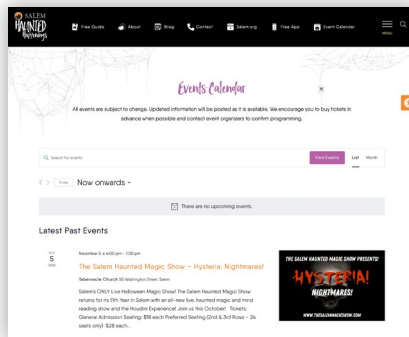 SALEM
HAUNTED
Happenings
Free Guide
About
Blog
Contact
Salem.org
Free App
Event Calendar
MENU
Events Calendar
All events are subject to change. Updated information will be posted as it is available. We encourage you to buy tickets in
advance when possible and contact event organizers to confirm programming.
Search for events
Find Events
List
Month
Today
Now onwards
There are no upcoming events.
Latest Past Events
NOV
5
November 5 @ 6:00 pm - 7:00 pm
The Salem Haunted Magic Show – Hysteria: Nightmares!
Tabernacle Church 50 Washington Street, Salem
Salem's ONLY Live Halloween Magic Show! The Salem Haunted Magic Show
returns for its 11th Year in Salem with an all-new live, haunted magic and mind
reading show and the Houdini Experience! Join us this October! Tickets:
General Admission Seating: $18 each Preferred Seating (2nd & 3rd Rows - 24
seats only): $28 each...
THE SALEM HAUNTED MAGIC SHOW PRESENTS!
HYSTERIA!
NIGHTMARES!
WWW.THESALEMMAGICSHOW.COM